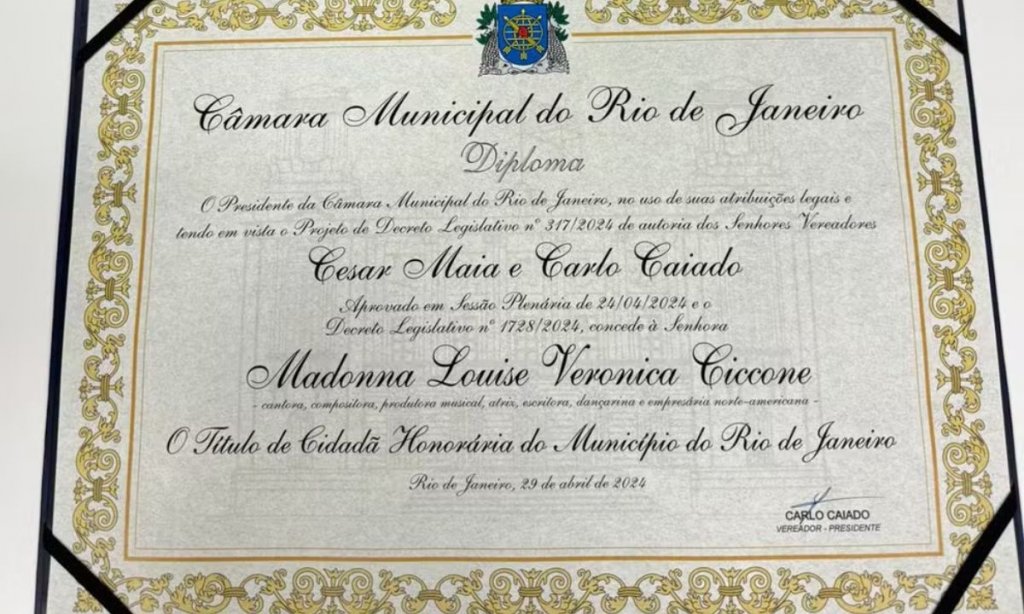 Câmara Municipal do Rio de Janeiro
Diploma
O Presidente da Câmara Municipal do Rio de Janeiro, no uso de suas atribuições legais e
tendo em vista o Projeto de Decreto Legislativo nº 317/2024 de autoria dos Senhores Vereadores
Cesar Maia e Carlo Caiado
Aprovado em Sessão Plenária de 24/04/2024 e o
Decreto Legislativo nº 1728/2024, concede à Senhora
Madonna Louise Veronica Ciccone
- cantora, compositora, produtora musical, atriz, escritora, dançarina e empresária norte-americana -
O Título de Cidadã Honorária do Município do Rio de Janeiro
Rio de Janeiro, 29 de abril de 2024
CARLO CAIADO
VEREADOR - PRESIDENTE